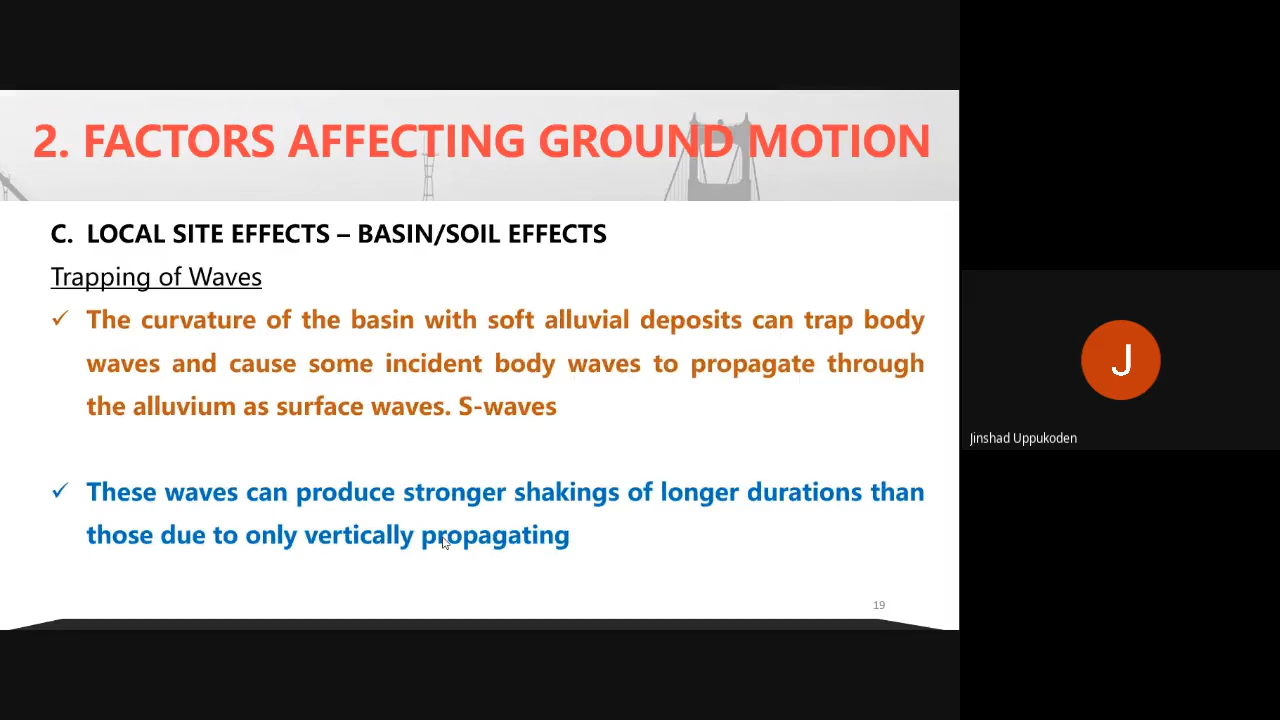 2. FACTORS AFFECTING GROUND MOTION
C. LOCAL SITE EFFECTS – BASIN/SOIL EFFECTS
Trapping of Waves
✓ The curvature of the basin with soft alluvial deposits can trap body
waves and cause some incident body waves to propagate through
the alluvium as surface waves. S-waves
✓ These waves can produce stronger shakings of longer durations than
those due to only vertically propagating
19
J
Jinshad Uppukoden